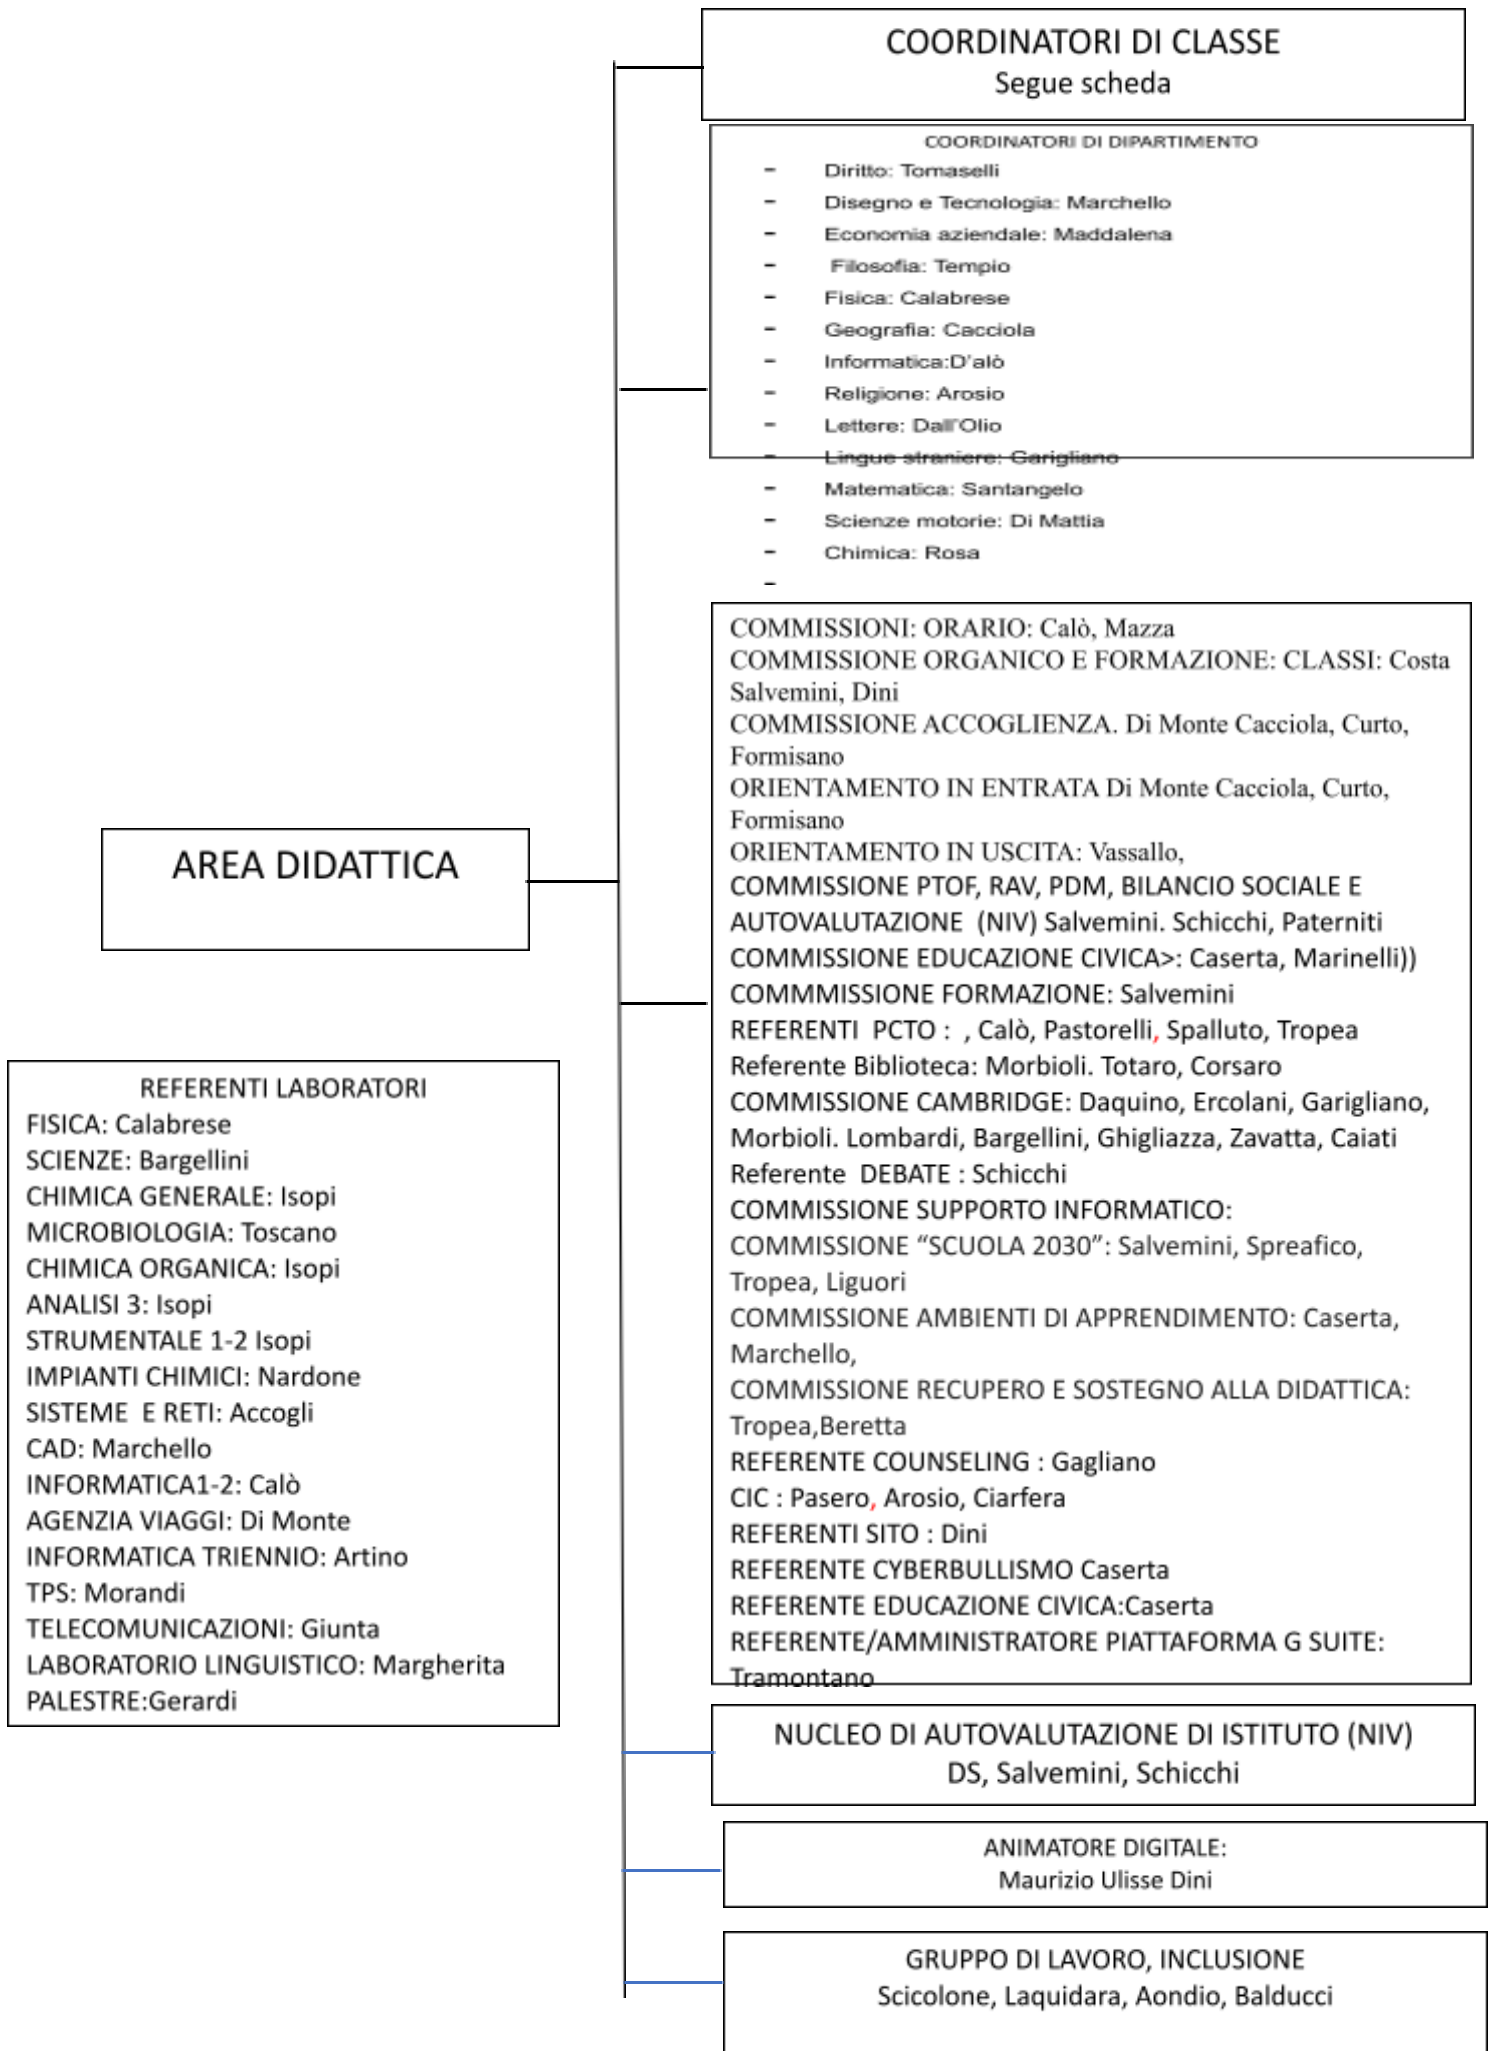 COORDINATORI DI CLASSE
Segue scheda
COORDINATORI DI DIPARTIMENTO
- Diritto: Tomaselli
- Disegno e Tecnologia: Marchello
- Economia aziendale: Maddalena
- Filosofia: Tempio
- Fisica: Calabrese
- Geografia: Cacciola
- Informatica:D'alò
- Religione: Arosio
- Lettere: Dall'Olio
- Lingue straniere: Garigliano
- Matematica: Santangelo
- Scienze motorie: Di Mattia
- Chimica: Rosa
-
COMMISSIONI: ORARIO: Calò, Mazza
COMMISSIONE ORGANICO E FORMAZIONE: CLASSI: Costa
Salvemini, Dini
COMMISSIONE ACCOGLIENZA. Di Monte Cacciola, Curto,
Formisano
ORIENTAMENTO IN ENTRATA Di Monte Cacciola, Curto,
Formisano
ORIENTAMENTO IN USCITA: Vassallo,
COMMISSIONE PTOF, RAV, PDM, BILANCIO SOCIALE E
AUTOVALUTAZIONE (NIV) Salvemini. Schicchi, Paterniti
COMMISSIONE EDUCAZIONE CIVICA>: Caserta, Marinelli))
COMMMISSIONE FORMAZIONE: Salvemini
REFERENTI PCTO : , Calò, Pastorelli, Spalluto, Tropea
Referente Biblioteca: Morbioli. Totaro, Corsaro
COMMISSIONE CAMBRIDGE: Daquino, Ercolani, Garigliano,
Morbioli. Lombardi, Bargellini, Ghigliazza, Zavatta, Caiati
Referente DEBATE : Schicchi
COMMISSIONE SUPPORTO INFORMATICO:
COMMISSIONE “SCUOLA 2030”: Salvemini, Spreafico,
Tropea, Liguori
COMMISSIONE AMBIENTI DI APPRENDIMENTO: Caserta,
Marchello,
COMMISSIONE RECUPERO E SOSTEGNO ALLA DIDATTICA:
Tropea,Beretta
REFERENTE COUNSELING : Gagliano
CIC : Pasero, Arosio, Ciarfera
REFERENTI SITO : Dini
REFERENTE CYBERBULLISMO Caserta
REFERENTE EDUCAZIONE CIVICA:Caserta
REFERENTE/AMMINISTRATORE PIATTAFORMA G SUITE:
Tramontano
AREA DIDATTICA
REFERENTI LABORATORI
FISICA: Calabrese
SCIENZE: Bargellini
CHIMICA GENERALE: Isopi
MICROBIOLOGIA: Toscano
CHIMICA ORGANICA: Isopi
ANALISI 3: Isopi
STRUMENTALE 1-2 Isopi
IMPIANTI CHIMICI: Nardone
SISTEME E RETI: Accogli
CAD: Marchello
INFORMATICA1-2: Calò
AGENZIA VIAGGI: Di Monte
INFORMATICA TRIENNIO: Artino
TPS: Morandi
TELECOMUNICAZIONI: Giunta
LABORATORIO LINGUISTICO: Margherita
PALESTRE:Gerardi
NUCLEO DI AUTOVALUTAZIONE DI ISTITUTO (NIV)
DS, Salvemini, Schicchi
ANIMATORE DIGITALE:
Maurizio Ulisse Dini
GRUPPO DI LAVORO, INCLUSIONE
Scicolone, Laquidara, Aondio, Balducci